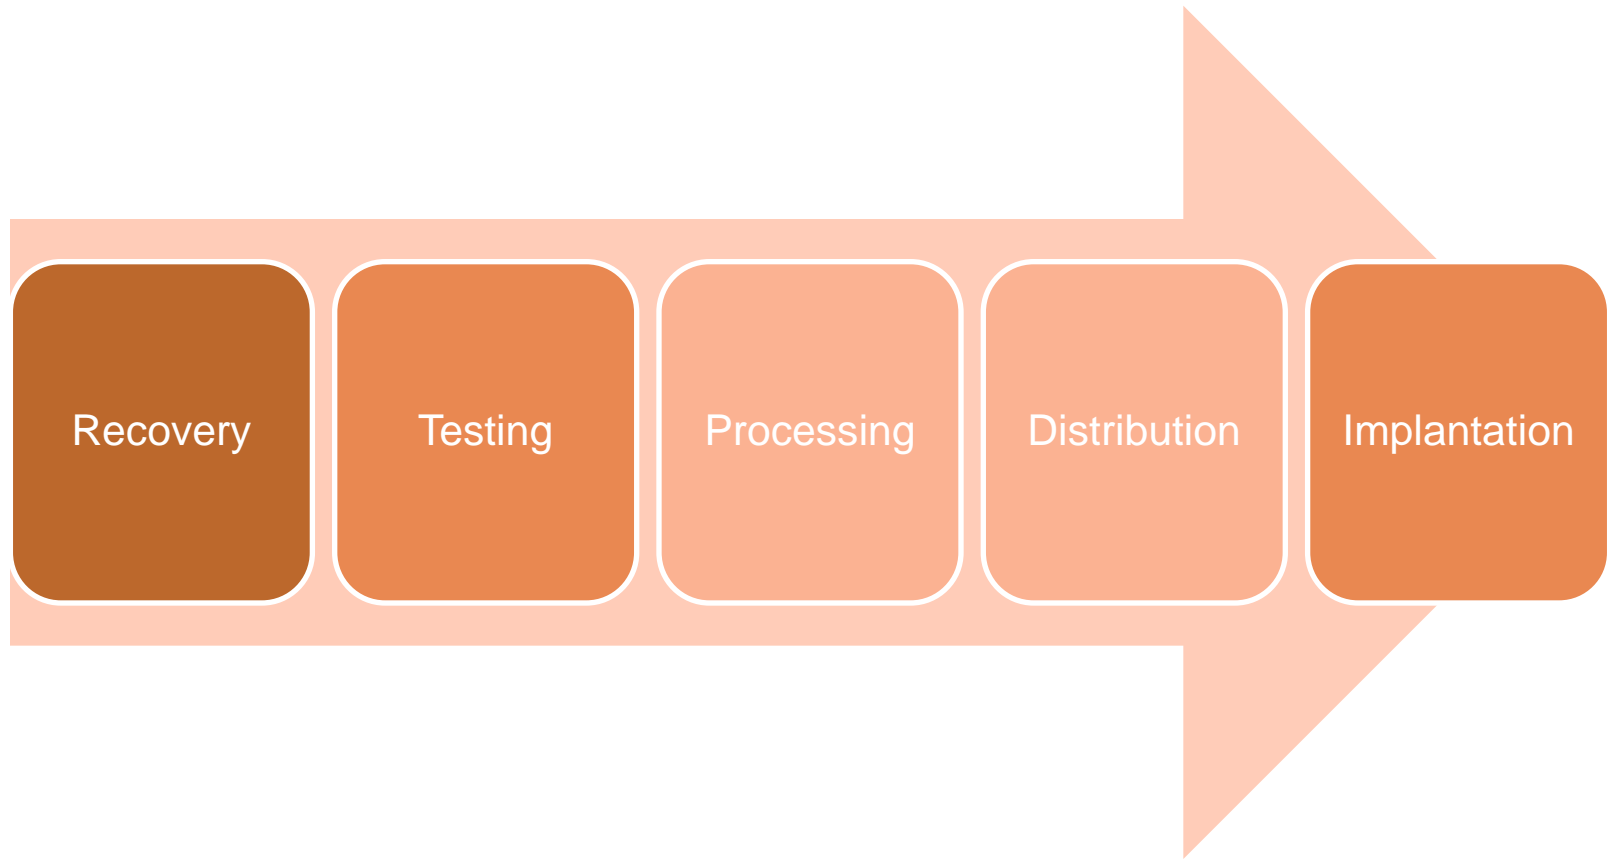 Recovery
Testing
Processing
Distribution
Implantation